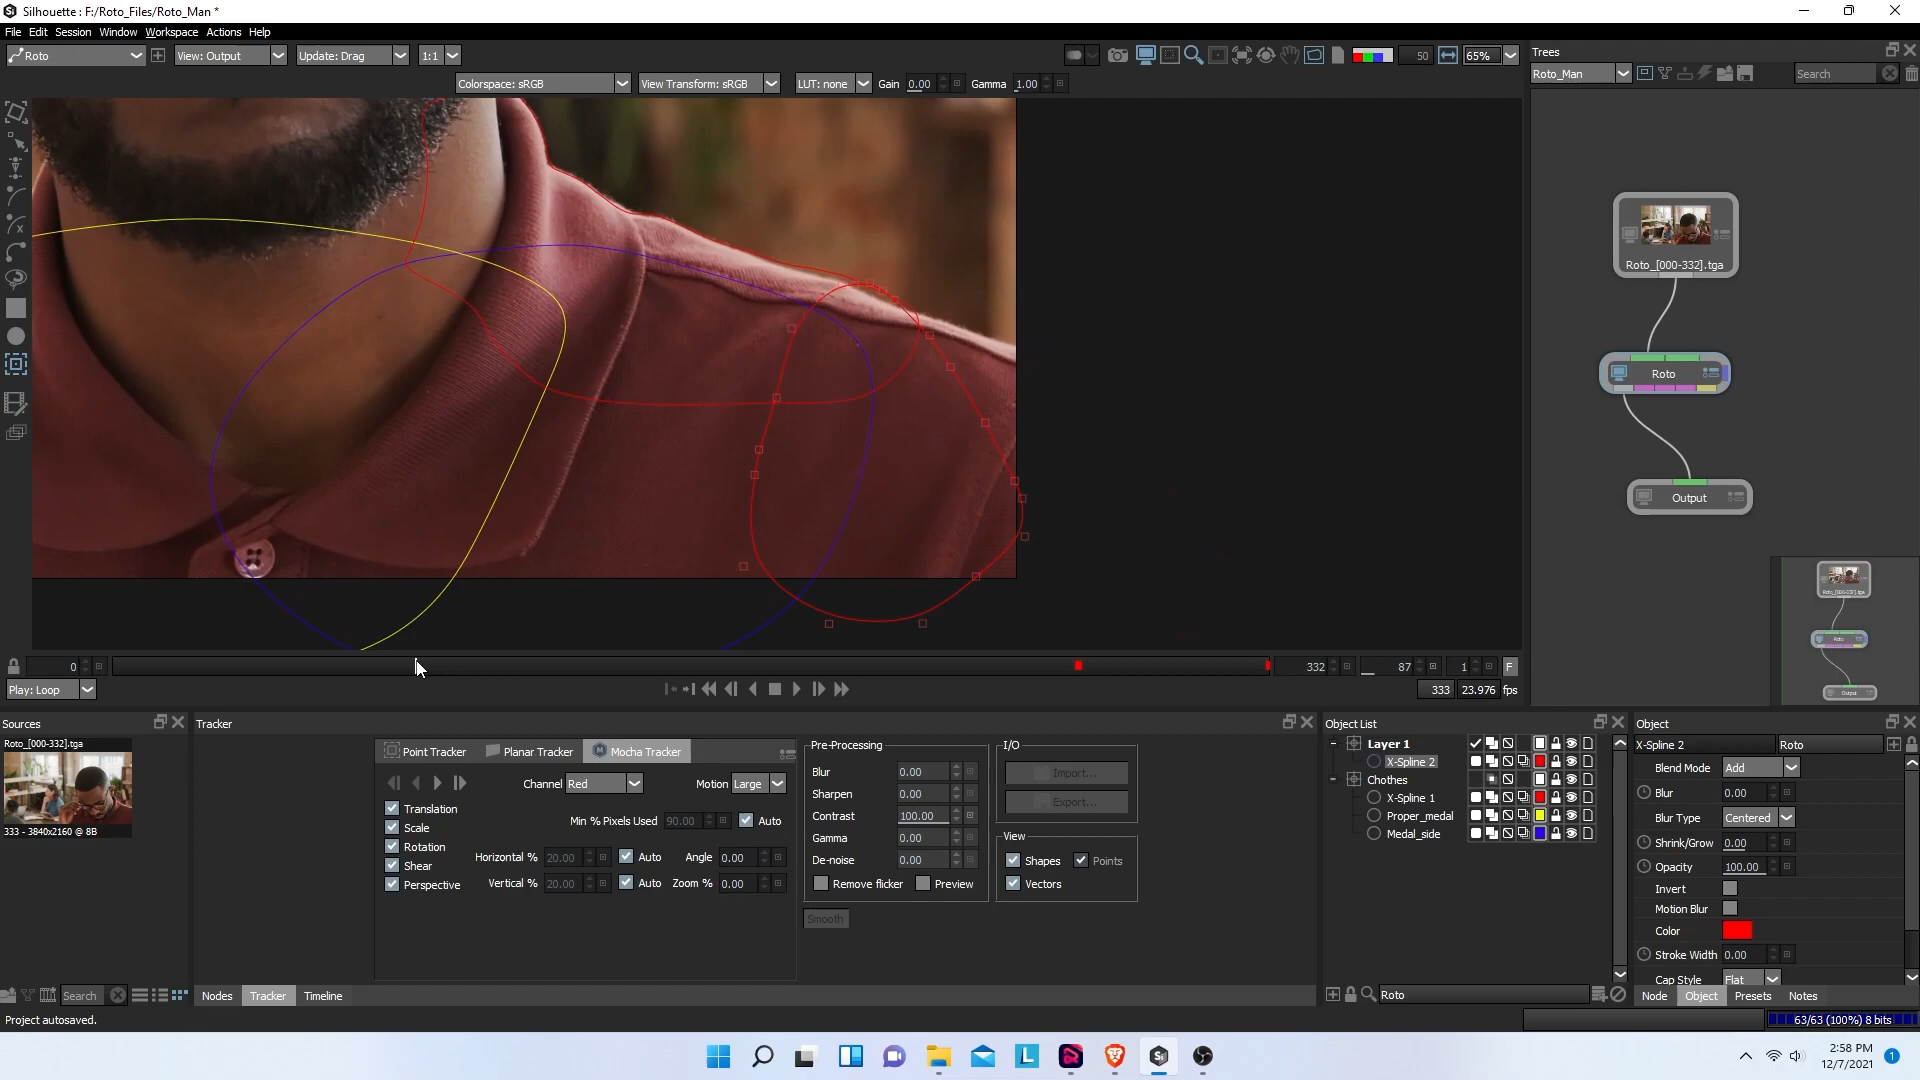 Silhouette : F:/Roto_Files/Roto_Man *
File Edit Session Window Workspace Actions Help
Roto View: Output Update: Drag 1:1 50 65%
Colorspace: sRGB View Transform: sRGB LUT: none Gain 0.00 Gamma 1.00
Trees
Roto_Man Search
Roto_[000-332].tga
Roto
Output
0 332 87 1 F
Play: Loop 333 23.976 fps
Sources
Roto_[000-332].tga
333 - 3840x2160 @ 8B
Search
Tracker
Point Tracker Planar Tracker Mocha Tracker
Channel Red Motion Large
Translation
Scale
Rotation
Shear
Perspective
Min % Pixels Used 90.00 Auto
Horizontal % 20.00 Auto Angle 0.00
Vertical % 20.00 Auto Zoom % 0.00
Pre-Processing
Blur 0.00
Sharpen 0.00
Contrast 100.00
Gamma 0.00
De-noise 0.00
Remove flicker Preview
Smooth
I/O
Import...
Export...
View
Shapes Points
Vectors
Nodes Tracker Timeline
Object List
Layer 1
X-Spline 2
Chothes
X-Spline 1
Proper_medal
Medal_side
Roto
Object
X-Spline 2 Roto
Blend Mode Add
Blur 0.00
Blur Type Centered
Shrink/Grow 0.00
Opacity 100.00
Invert
Motion Blur
Color
Stroke Width 0.00
Cap Style Flat
Node Object Presets Notes
Project autosaved.
63/63 (100%) 8 bits
2:58 PM
12/7/2021
1